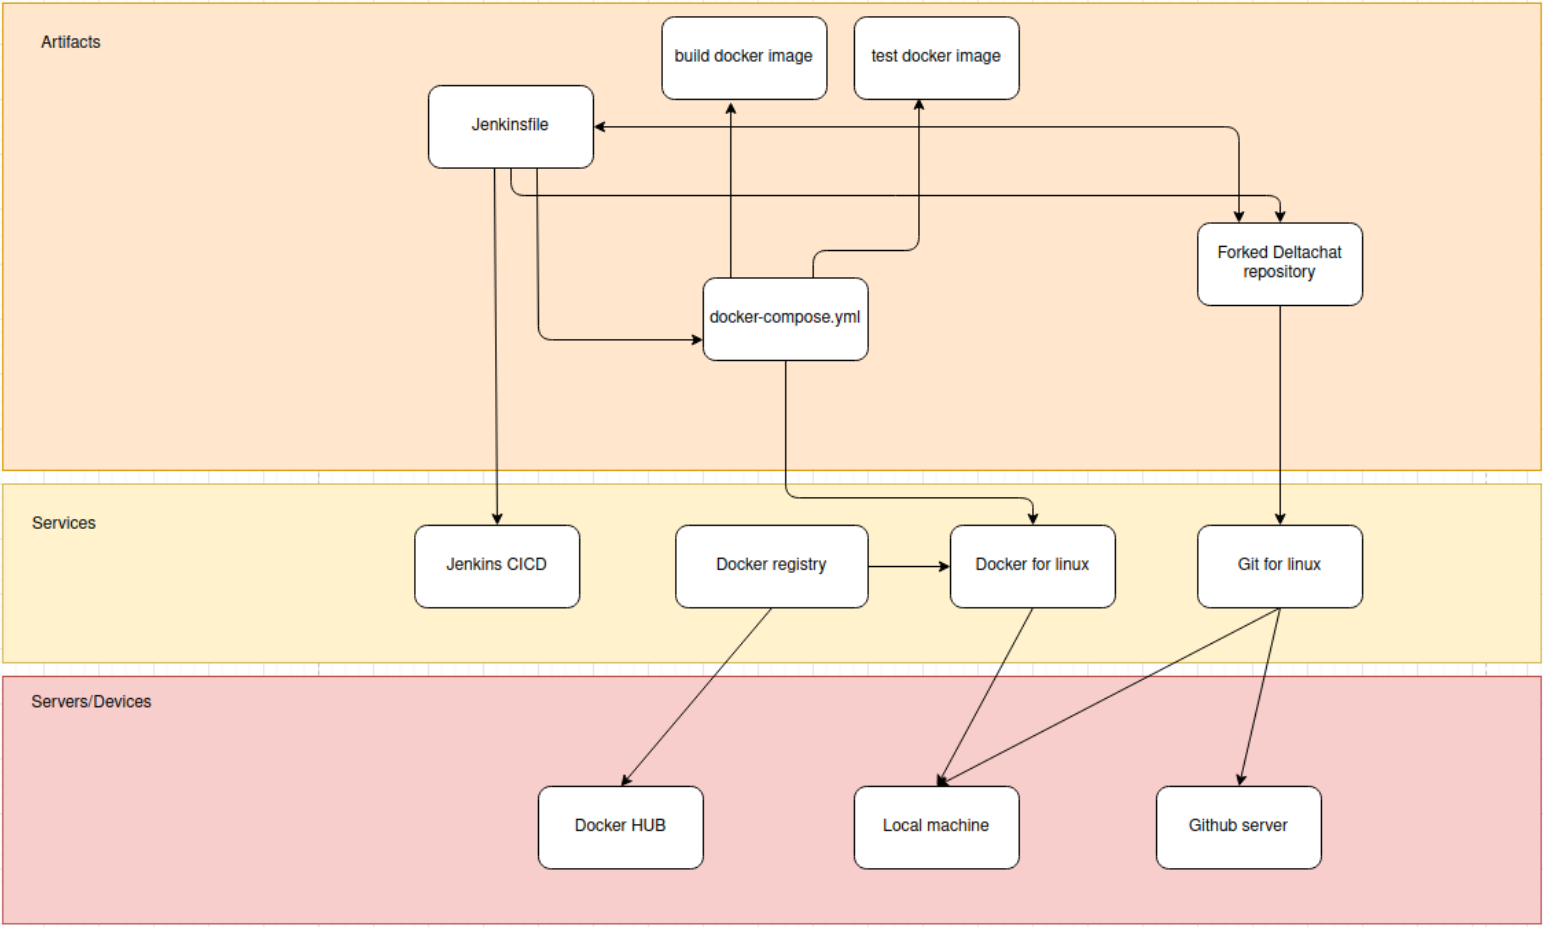 Artifacts
build docker image
test docker image
Jenkinsfile
Forked Deltachat
repository
docker-compose.yml
Services
Jenkins CICD
Docker registry
Docker for linux
Git for linux
Servers/Devices
Docker HUB
Local machine
Github server